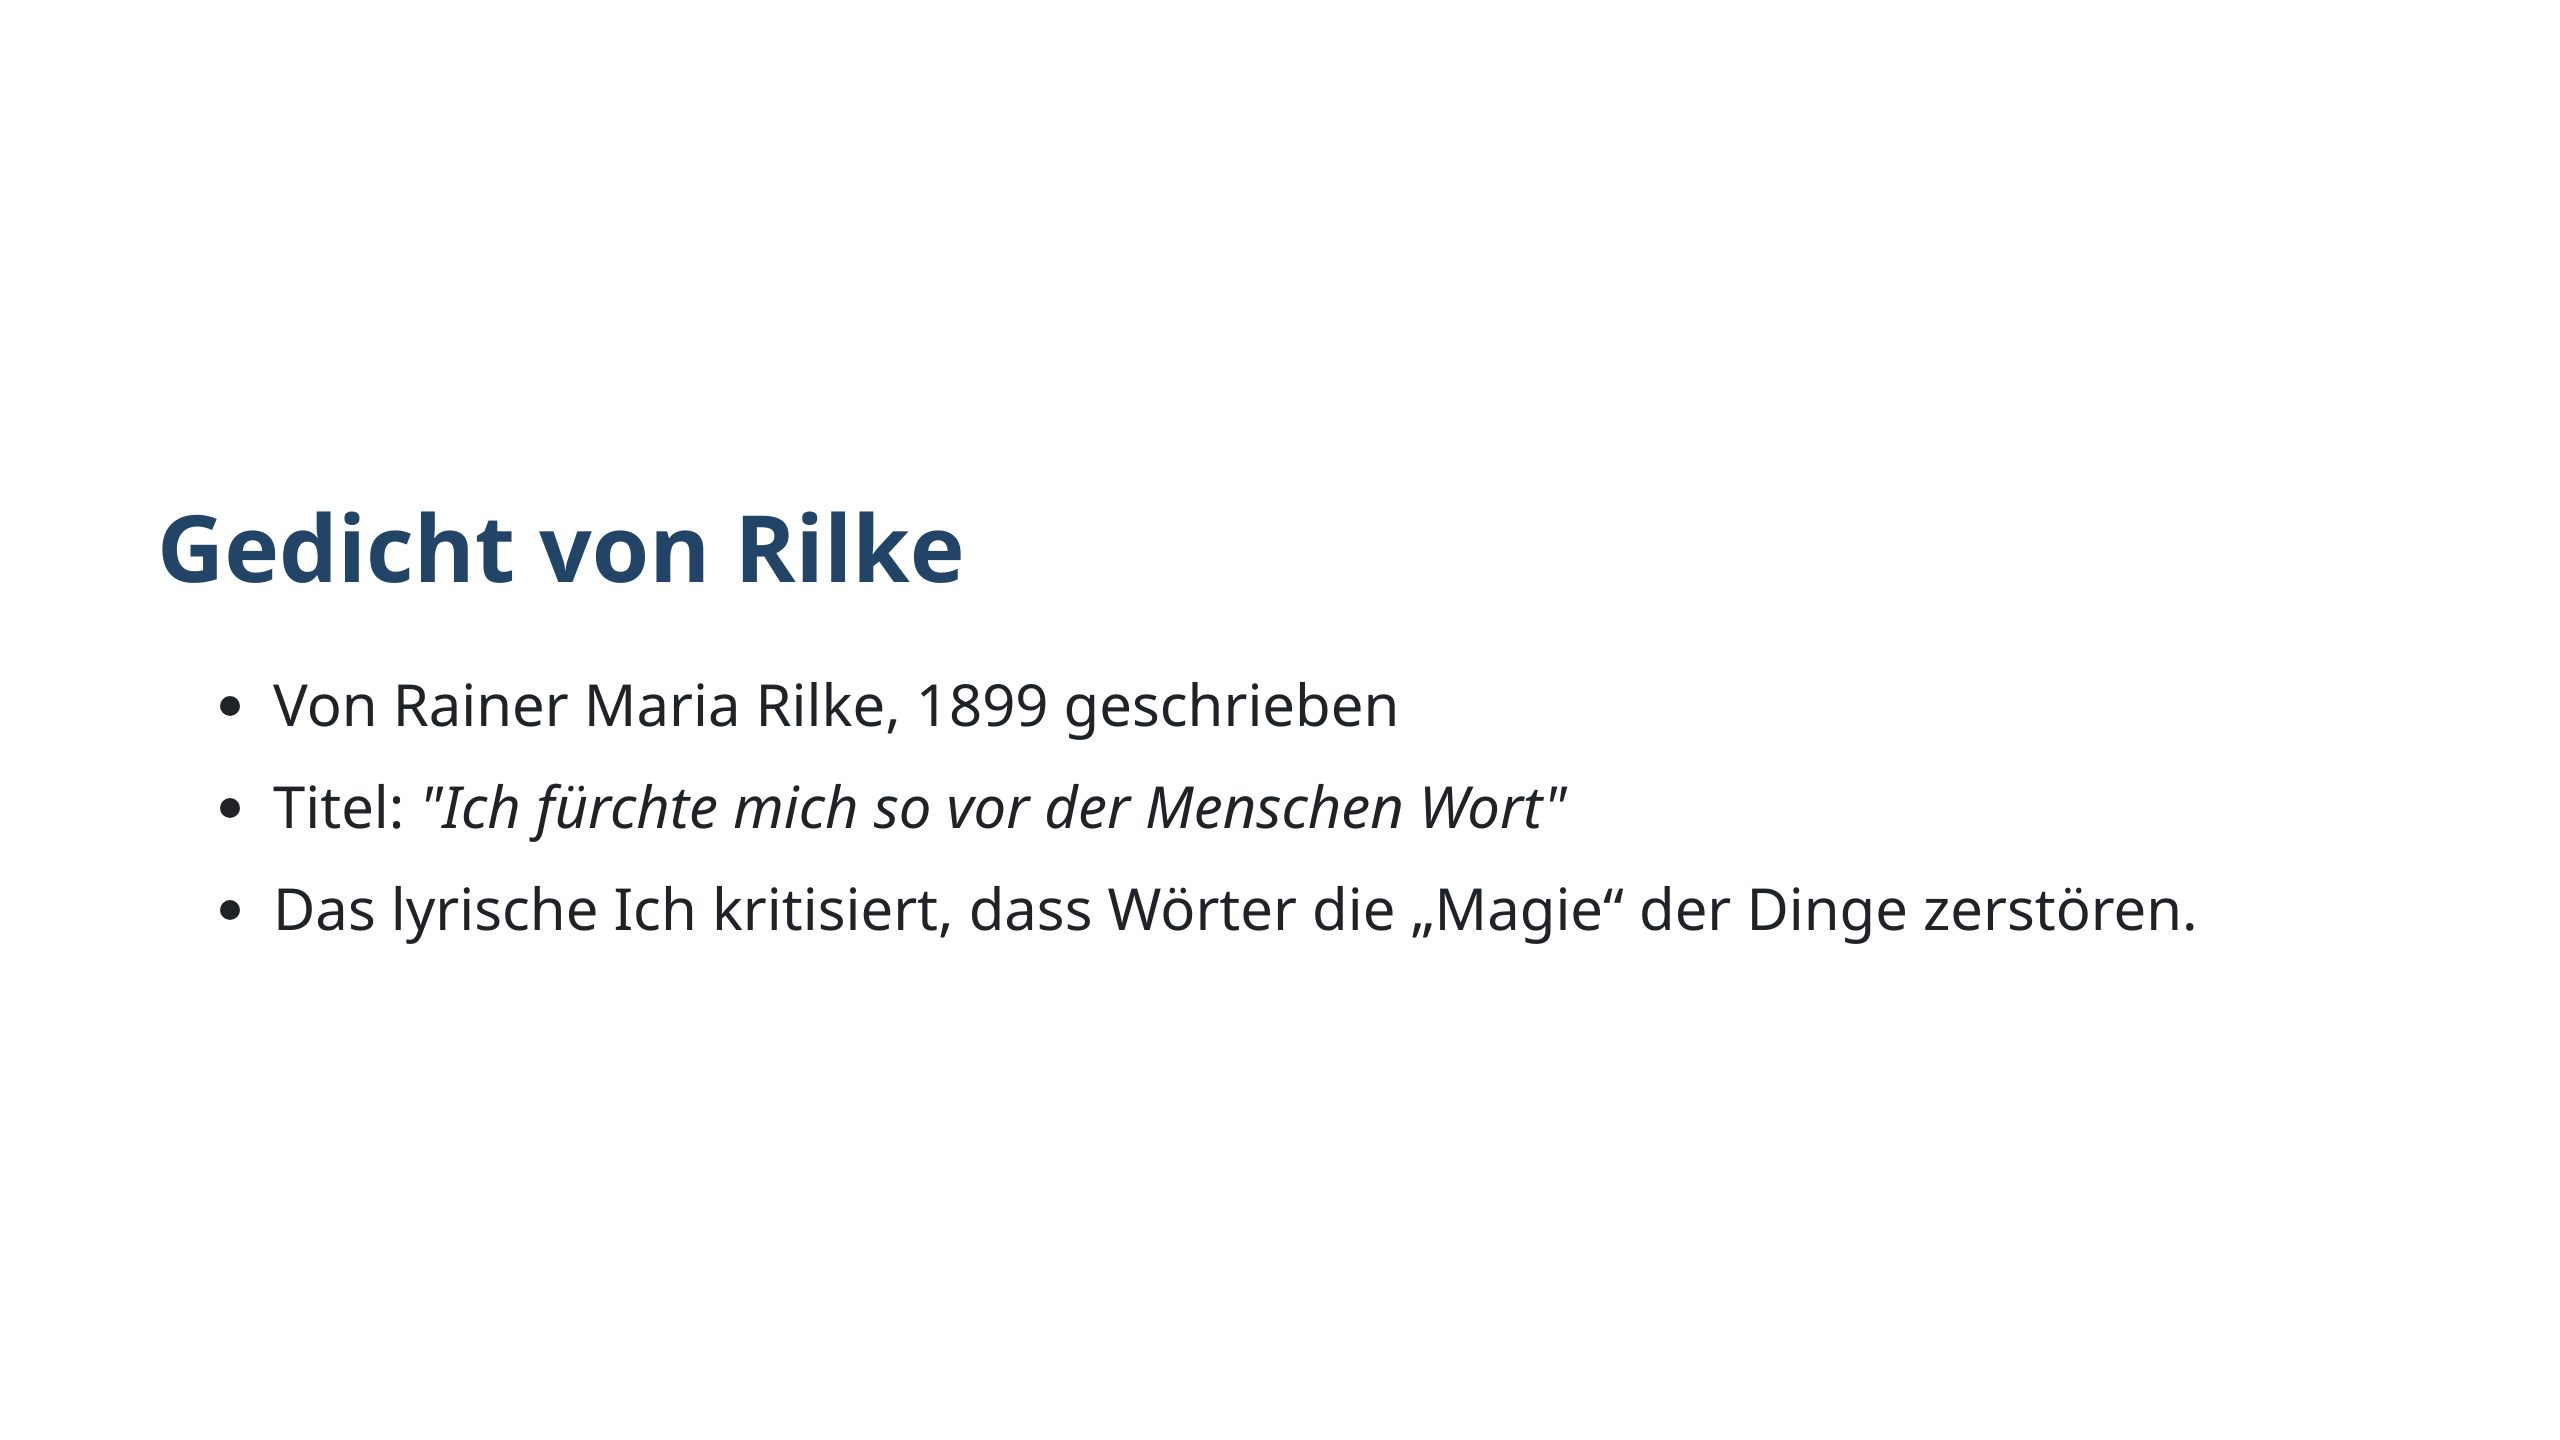 Gedicht von Rilke
• Von Rainer Maria Rilke, 1899 geschrieben
• Titel: "Ich fürchte mich so vor der Menschen Wort"
• Das lyrische Ich kritisiert, dass Wörter die „Magie“ der Dinge zerstören.